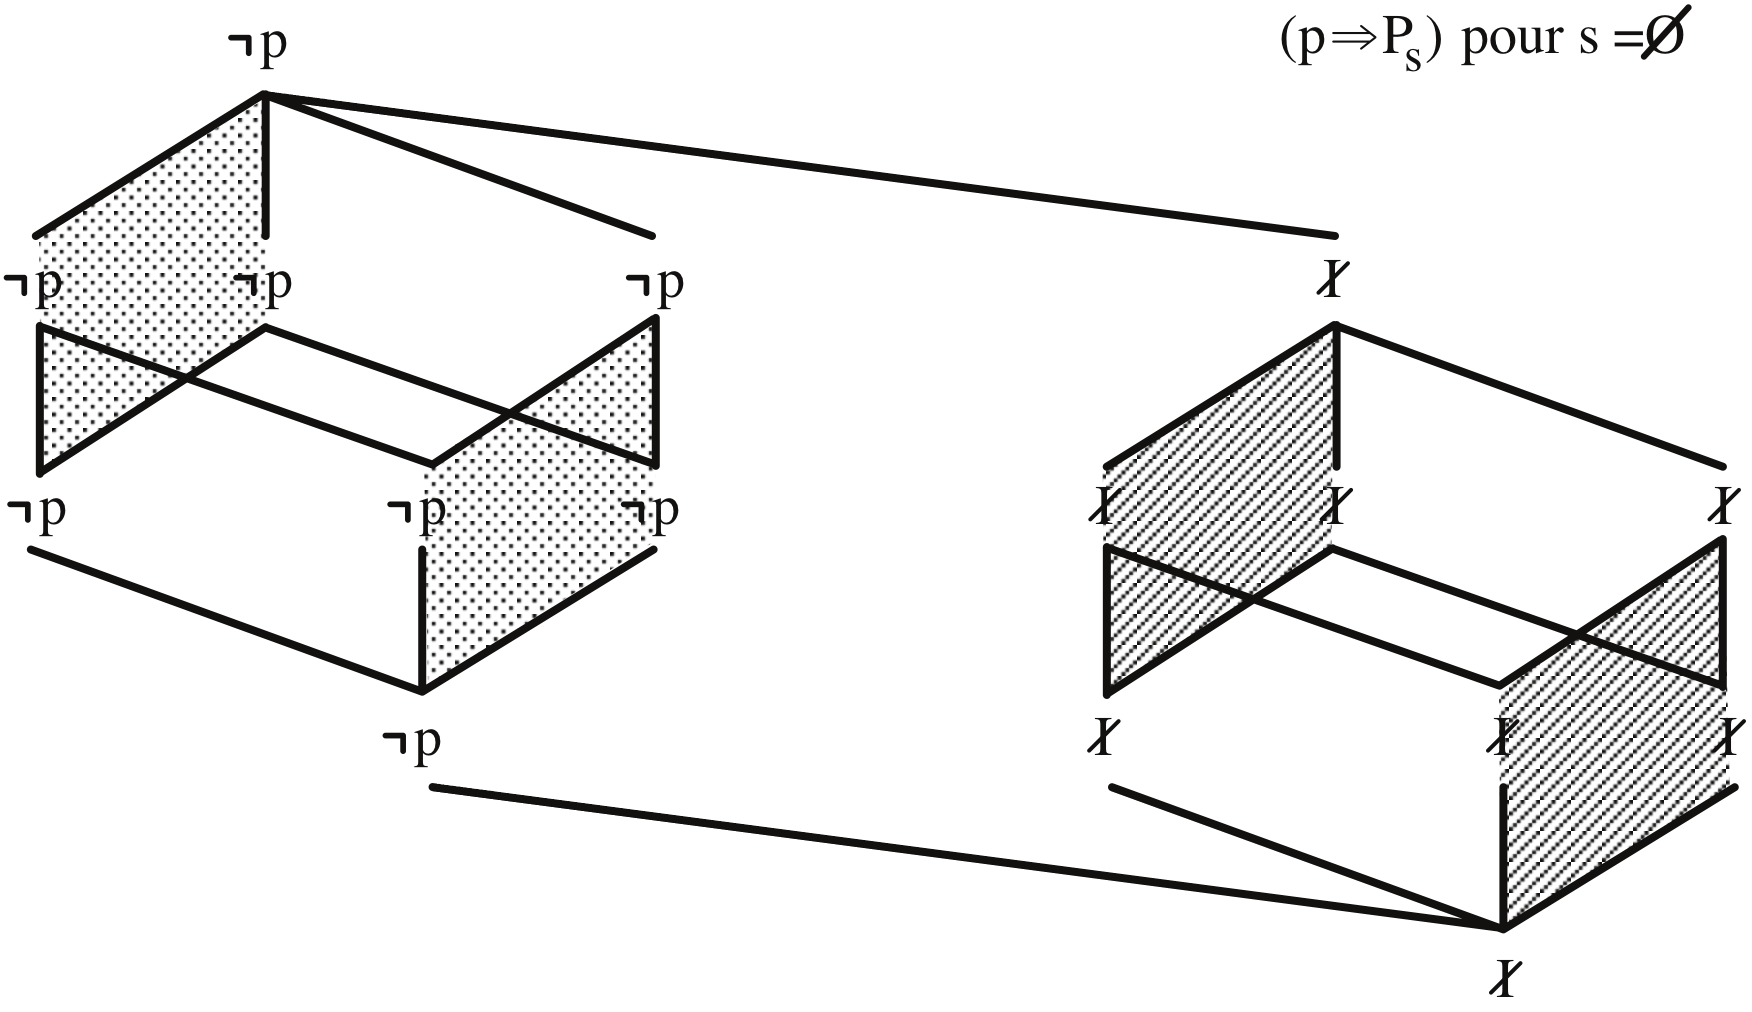 ¬p
(p⇒Pₛ) pour s =Ø
¬p ¬p ¬p
I̸
¬p ¬p ¬p
I̸ I̸ I̸
¬p
I̸ I̸ I̸
I̸